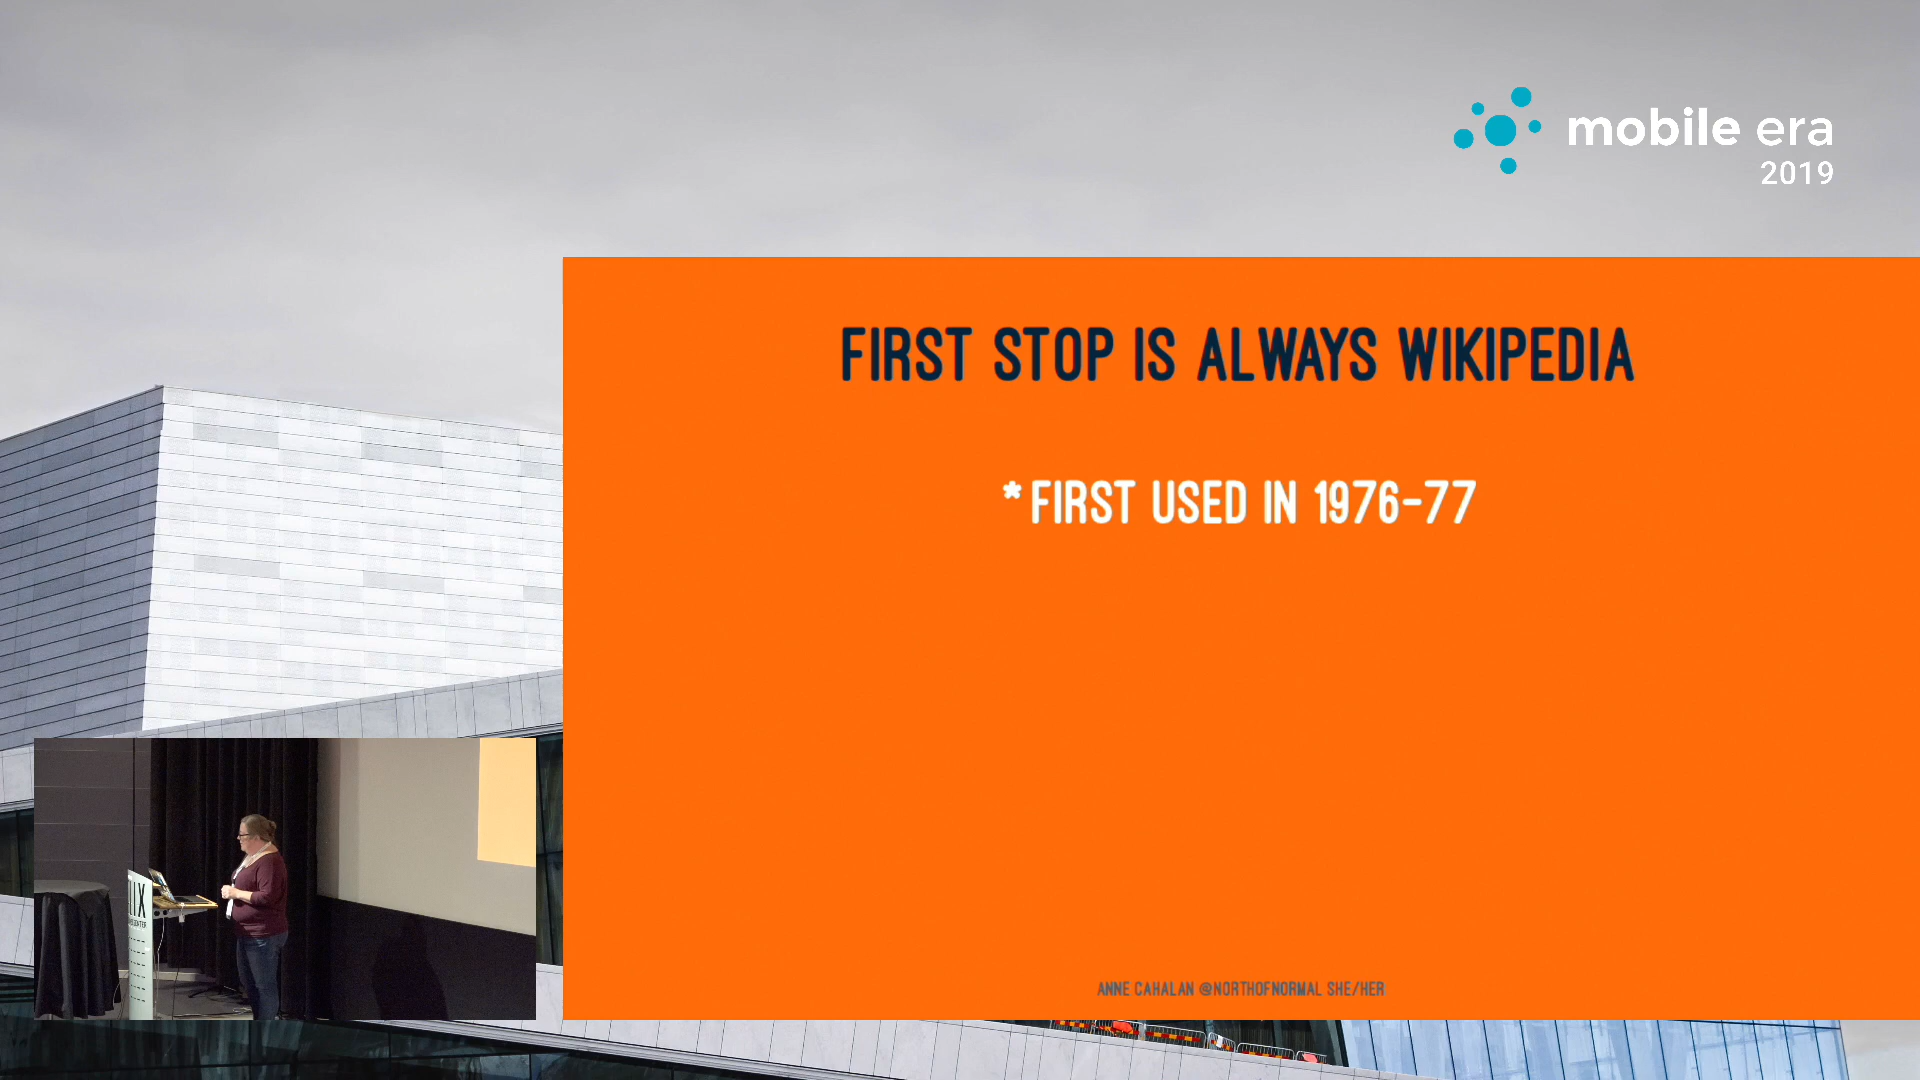 mobile era
2019
FIRST STOP IS ALWAYS WIKIPEDIA
* FIRST USED IN 1976-77
ANNE CAHALAN @NORTHOFNORMAL SHE/HER